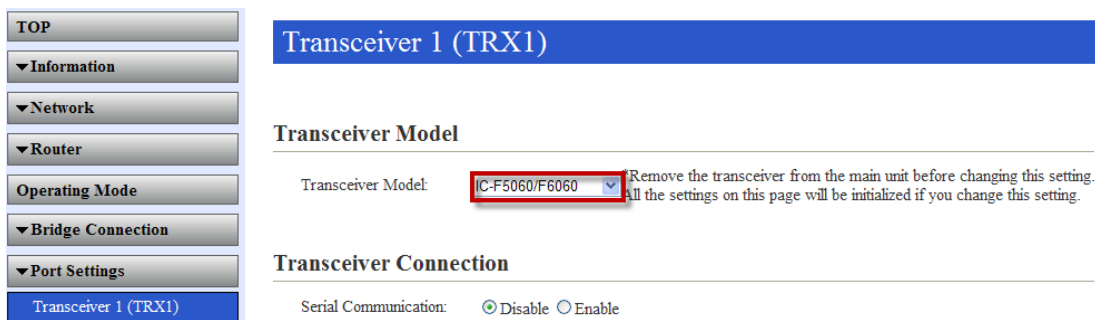 TOP
▼Information
▼Network
▼Router
Operating Mode
▼Bridge Connection
▼Port Settings
Transceiver 1 (TRX1)
Transceiver 1 (TRX1)
Transceiver Model
Transceiver Model:
IC-F5060/F6060
*Remove the transceiver from the main unit before changing this setting.
All the settings on this page will be initialized if you change this setting.
Transceiver Connection
Serial Communication:
Disable Enable